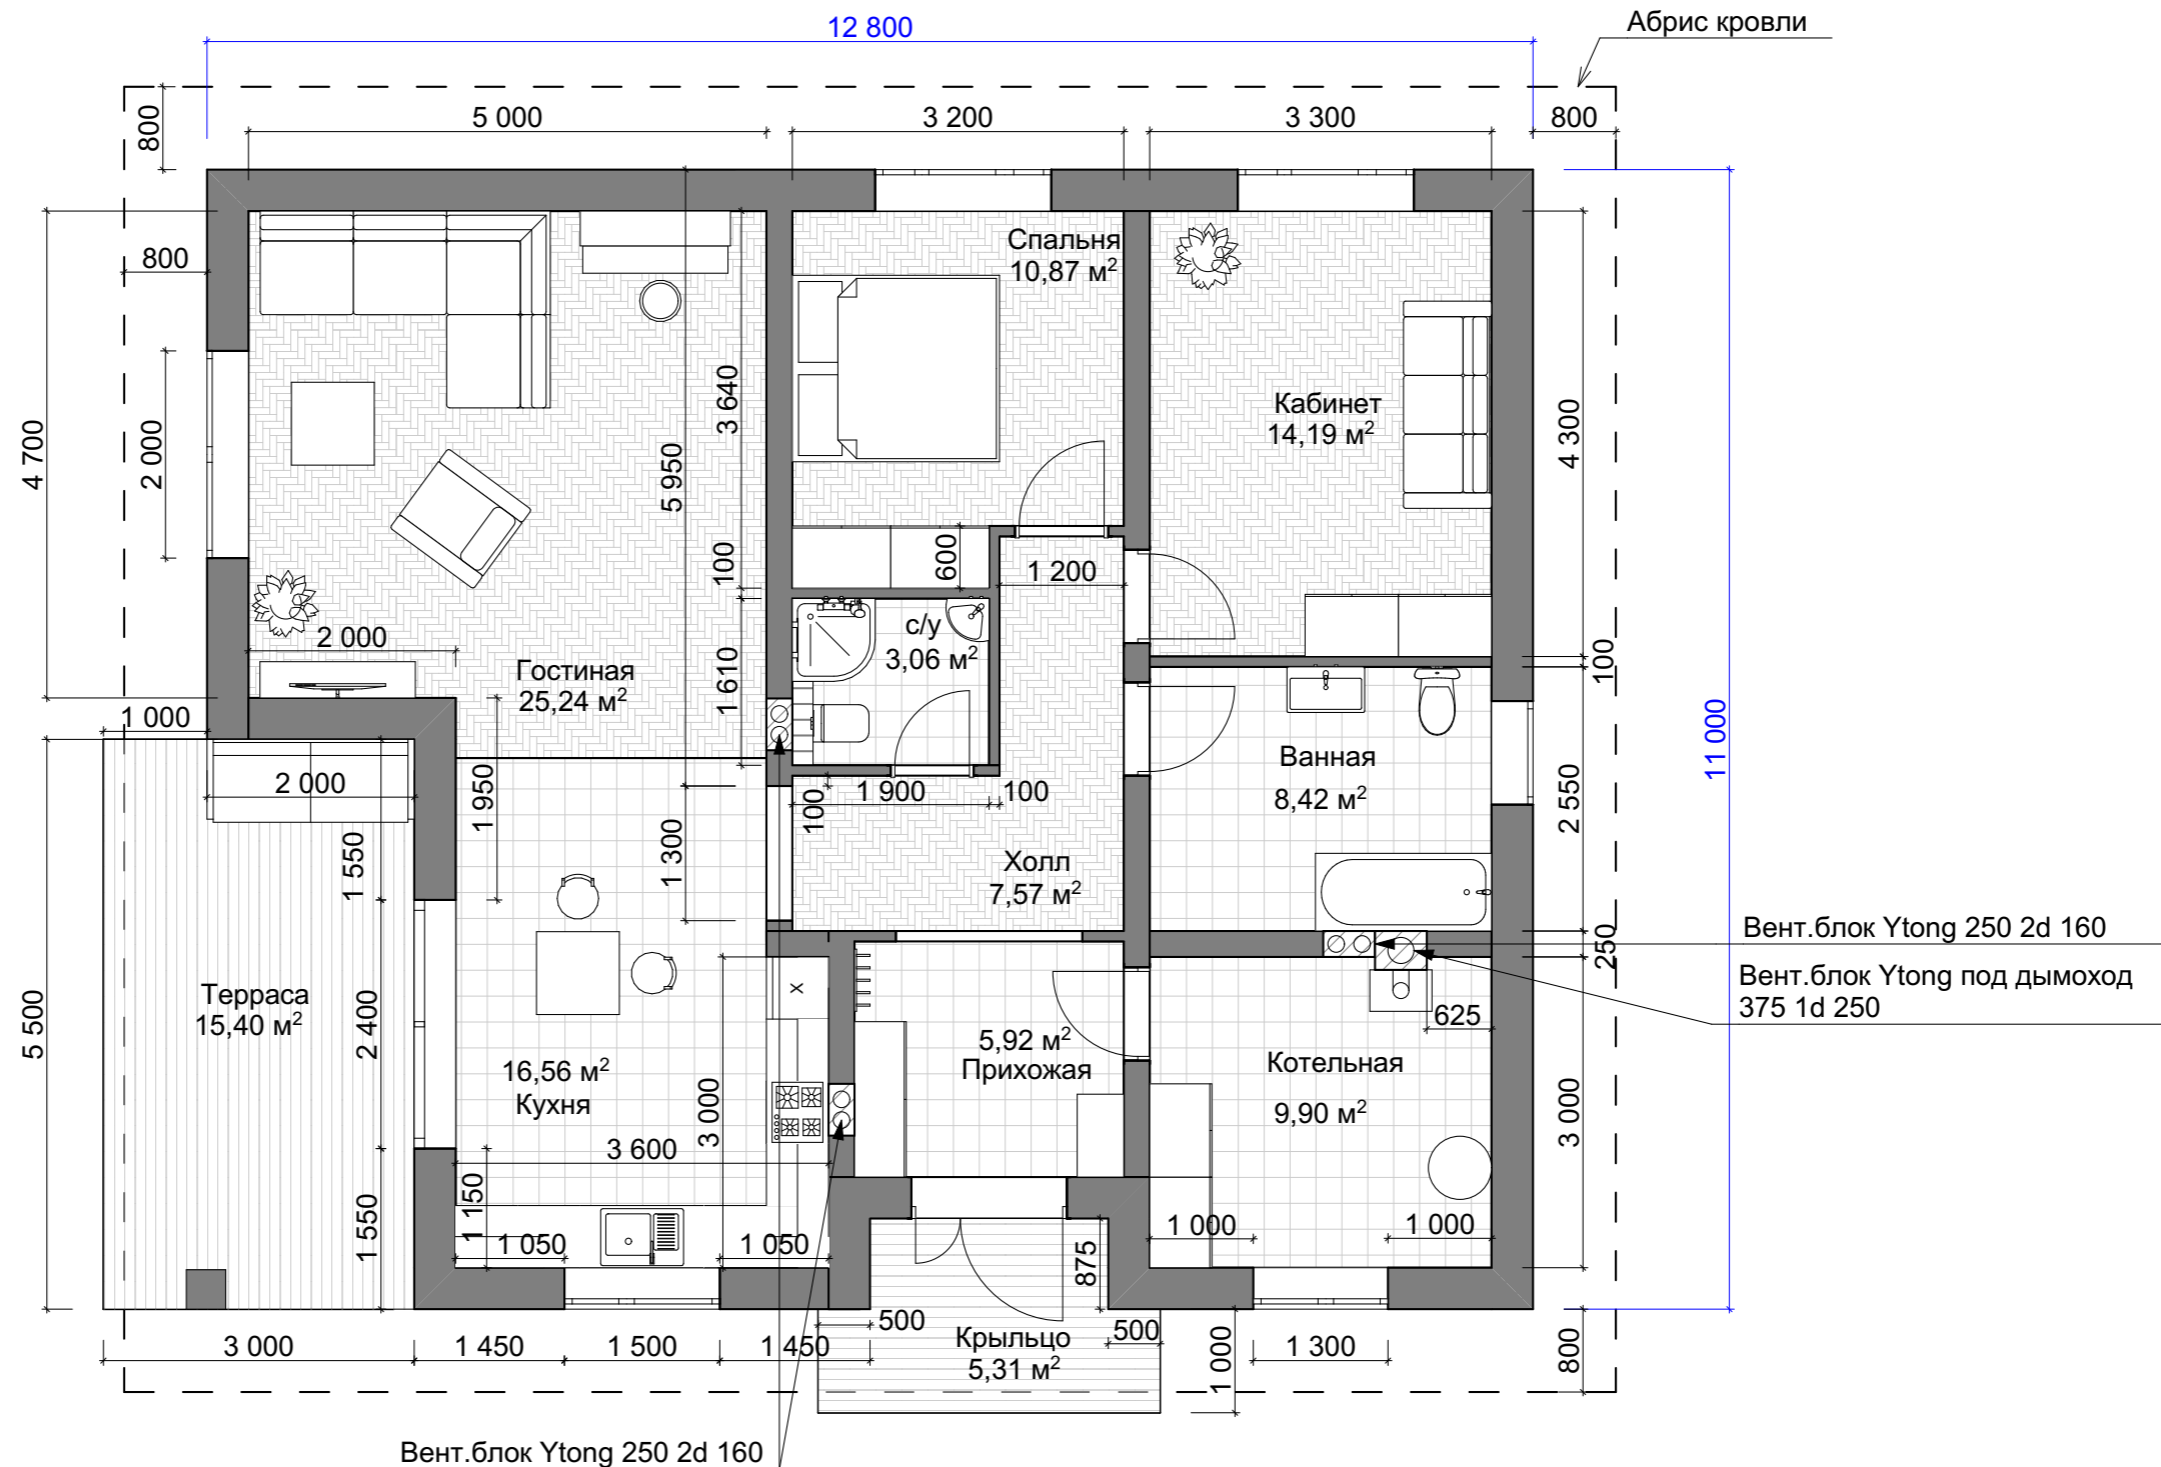 12 800
Абрис кровли
800
5 000
3 200
3 300
800
800
Спальня
10,87 м²
4 700
2 000
3 640
5 950
Кабинет
14,19 м²
4 300
100
600
1 200
2 000
с/у
3,06 м²
Гостиная
25,24 м²
1 610
100
1 000
2 000
1 950
100
1 900
100
Ванная
8,42 м²
11 000
2 550
1 550
1 300
Холл
7,57 м²
250
Вент.блок Ytong 250 2d 160
Вент.блок Ytong под дымоход
375 1d 250
5 500
Терраса
15,40 м²
2 400
16,56 м²
Кухня
3 000
x
5,92 м²
Прихожая
625
Котельная
9,90 м²
3 000
3 600
1 150
1 550
1 050
1 050
875
1 000
1 000
3 000
1 450
1 500
1 450
500
Крыльцо
5,31 м²
500
1 000
1 300
800
Вент.блок Ytong 250 2d 160